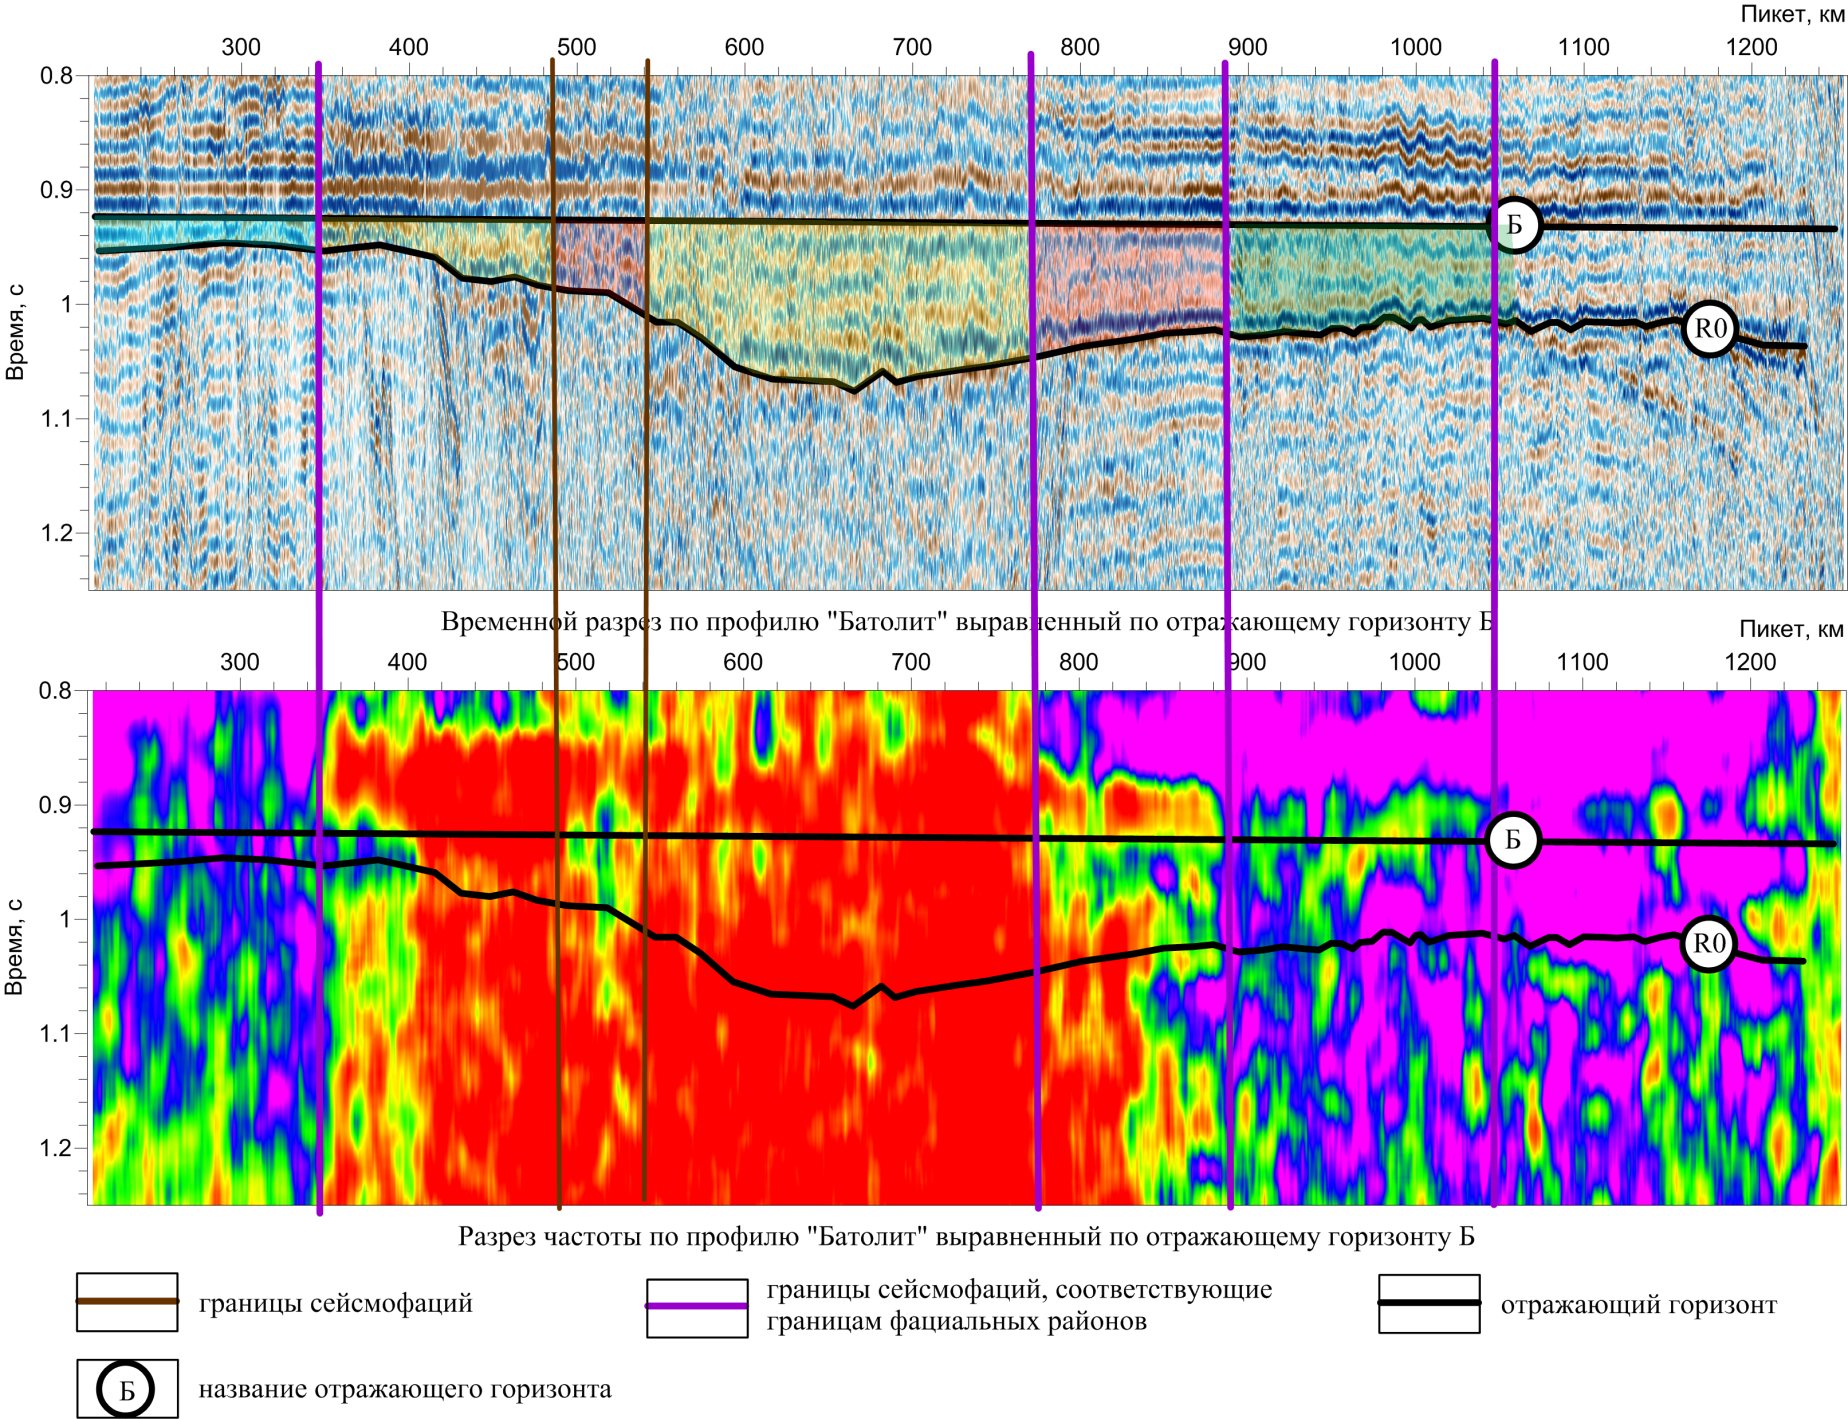 Пикет, км
300 400 500 600 700 800 900 1000 1100 1200
0.8
0.9
Б
1
R0
Время, с
1.1
1.2
Временной разрез по профилю "Батолит" выравненный по отражающему горизонту Б
Пикет, км
300 400 500 600 700 800 900 1000 1100 1200
0.8
0.9
Б
1
R0
Время, с
1.1
1.2
Разрез частоты по профилю "Батолит" выравненный по отражающему горизонту Б
границы сейсмофаций
границы сейсмофаций, соответствующие
границам фациальных районов
отражающий горизонт
Б
название отражающего горизонта